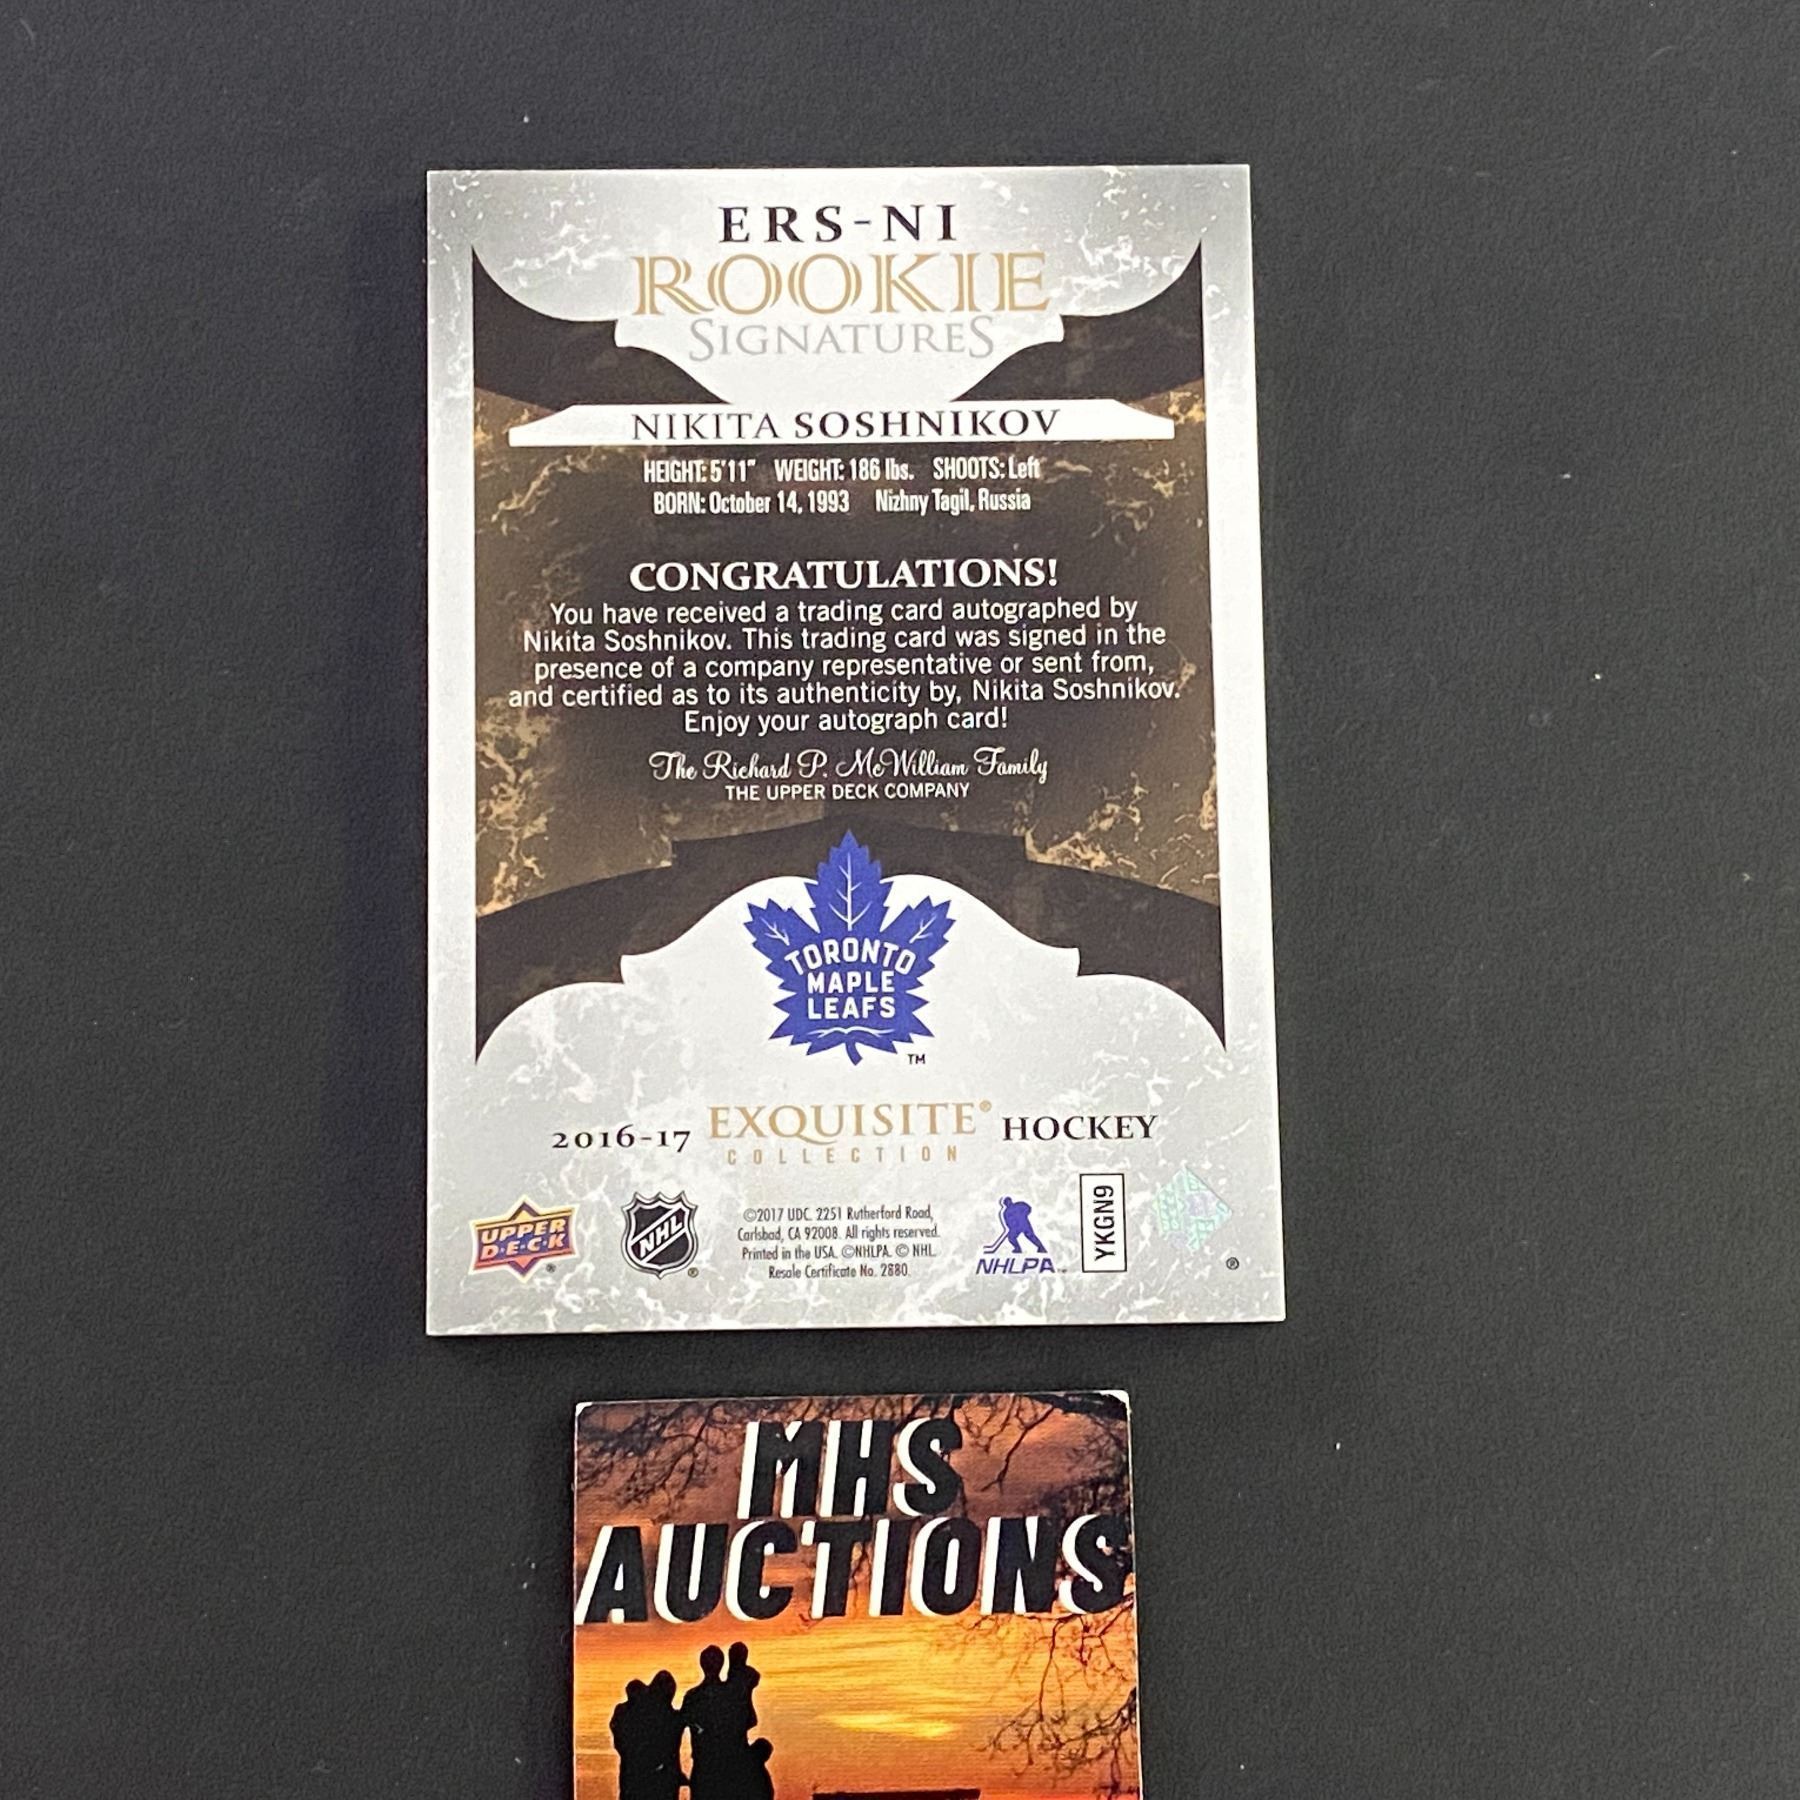 ERS-NI
ROOKIE
SIGNATURES
NIKITA SOSHNIKOV
HEIGHT: 5'11" WEIGHT: 186 lbs. SHOOTS: Left
BORN: October 14, 1993 Nizhny Tagil, Russia
CONGRATULATIONS!
You have received a trading card autographed by
Nikita Soshnikov. This trading card was signed in the
presence of a company representative or sent from,
and certified as to its authenticity by, Nikita Soshnikov.
Enjoy your autograph card!
The Richard P. McWilliam Family
THE UPPER DECK COMPANY
TORONTO
MAPLE
LEAFS
TM
2016-17 EXQUISITE® HOCKEY
COLLECTION
UPPER
D·E·C·K
®
NHL
®
©2017 UDC. 2251 Rutherford Road,
Carlsbad, CA 92008. All rights reserved.
Printed in the USA. ©NHLPA. © NHL.
Resale Certificate No. 2880.
NHLPA™
YKGN9
®
MHS
AUCTIONS